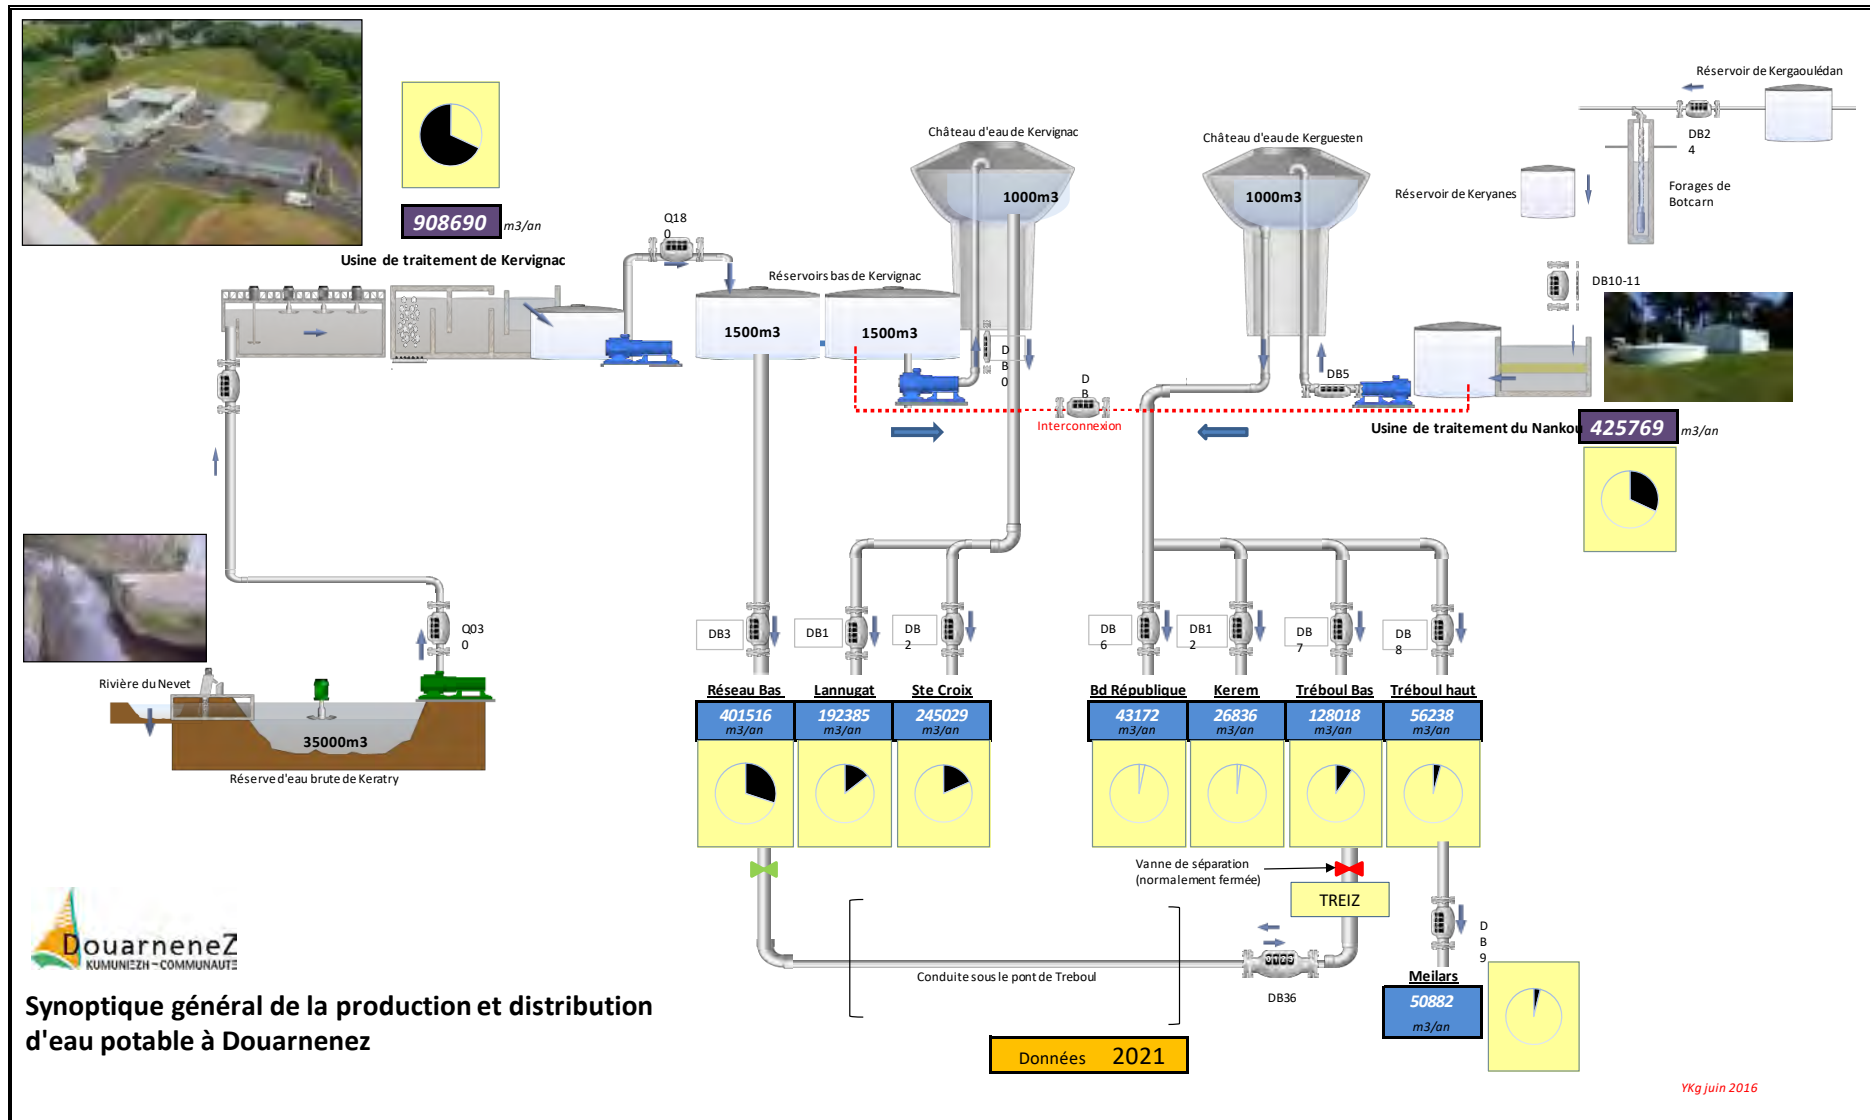 Réservoir de Kergaoulédan
DB2
4
Château d'eau de Kervignac
Château d'eau de Kerguesten
Réservoir de Keryanes
Forages de
Botcarn
1000m3
1000m3
908690 m3/an
Q18
0
Usine de traitement de Kervignac
Réservoirs bas de Kervignac
DB10-11
1500m3
1500m3
D
B
0
DB5
D
B
Interconnexion
Usine de traitement du Nankou
425769 m3/an
Q03
0
DB3
DB1
DB
2
DB
6
DB1
2
DB
7
DB
8
Rivière du Nevet
35000m3
Réserve d'eau brute de Keratry
Réseau Bas
401516
m3/an
Lannugat
192385
m3/an
Ste Croix
245029
m3/an
Bd République
43172
m3/an
Kerem
26836
m3/an
Tréboul Bas
128018
m3/an
Tréboul haut
56238
m3/an
Vanne de séparation
(normalement fermée)
TREIZ
D
B
9
Conduite sous le pont de Treboul
DB36
Meilars
50882
m3/an
DouarneneZ
KUMUNIEZH - COMMUNAUTÉ
Synoptique général de la production et distribution
d'eau potable à Douarnenez
Données 2021
YKg juin 2016